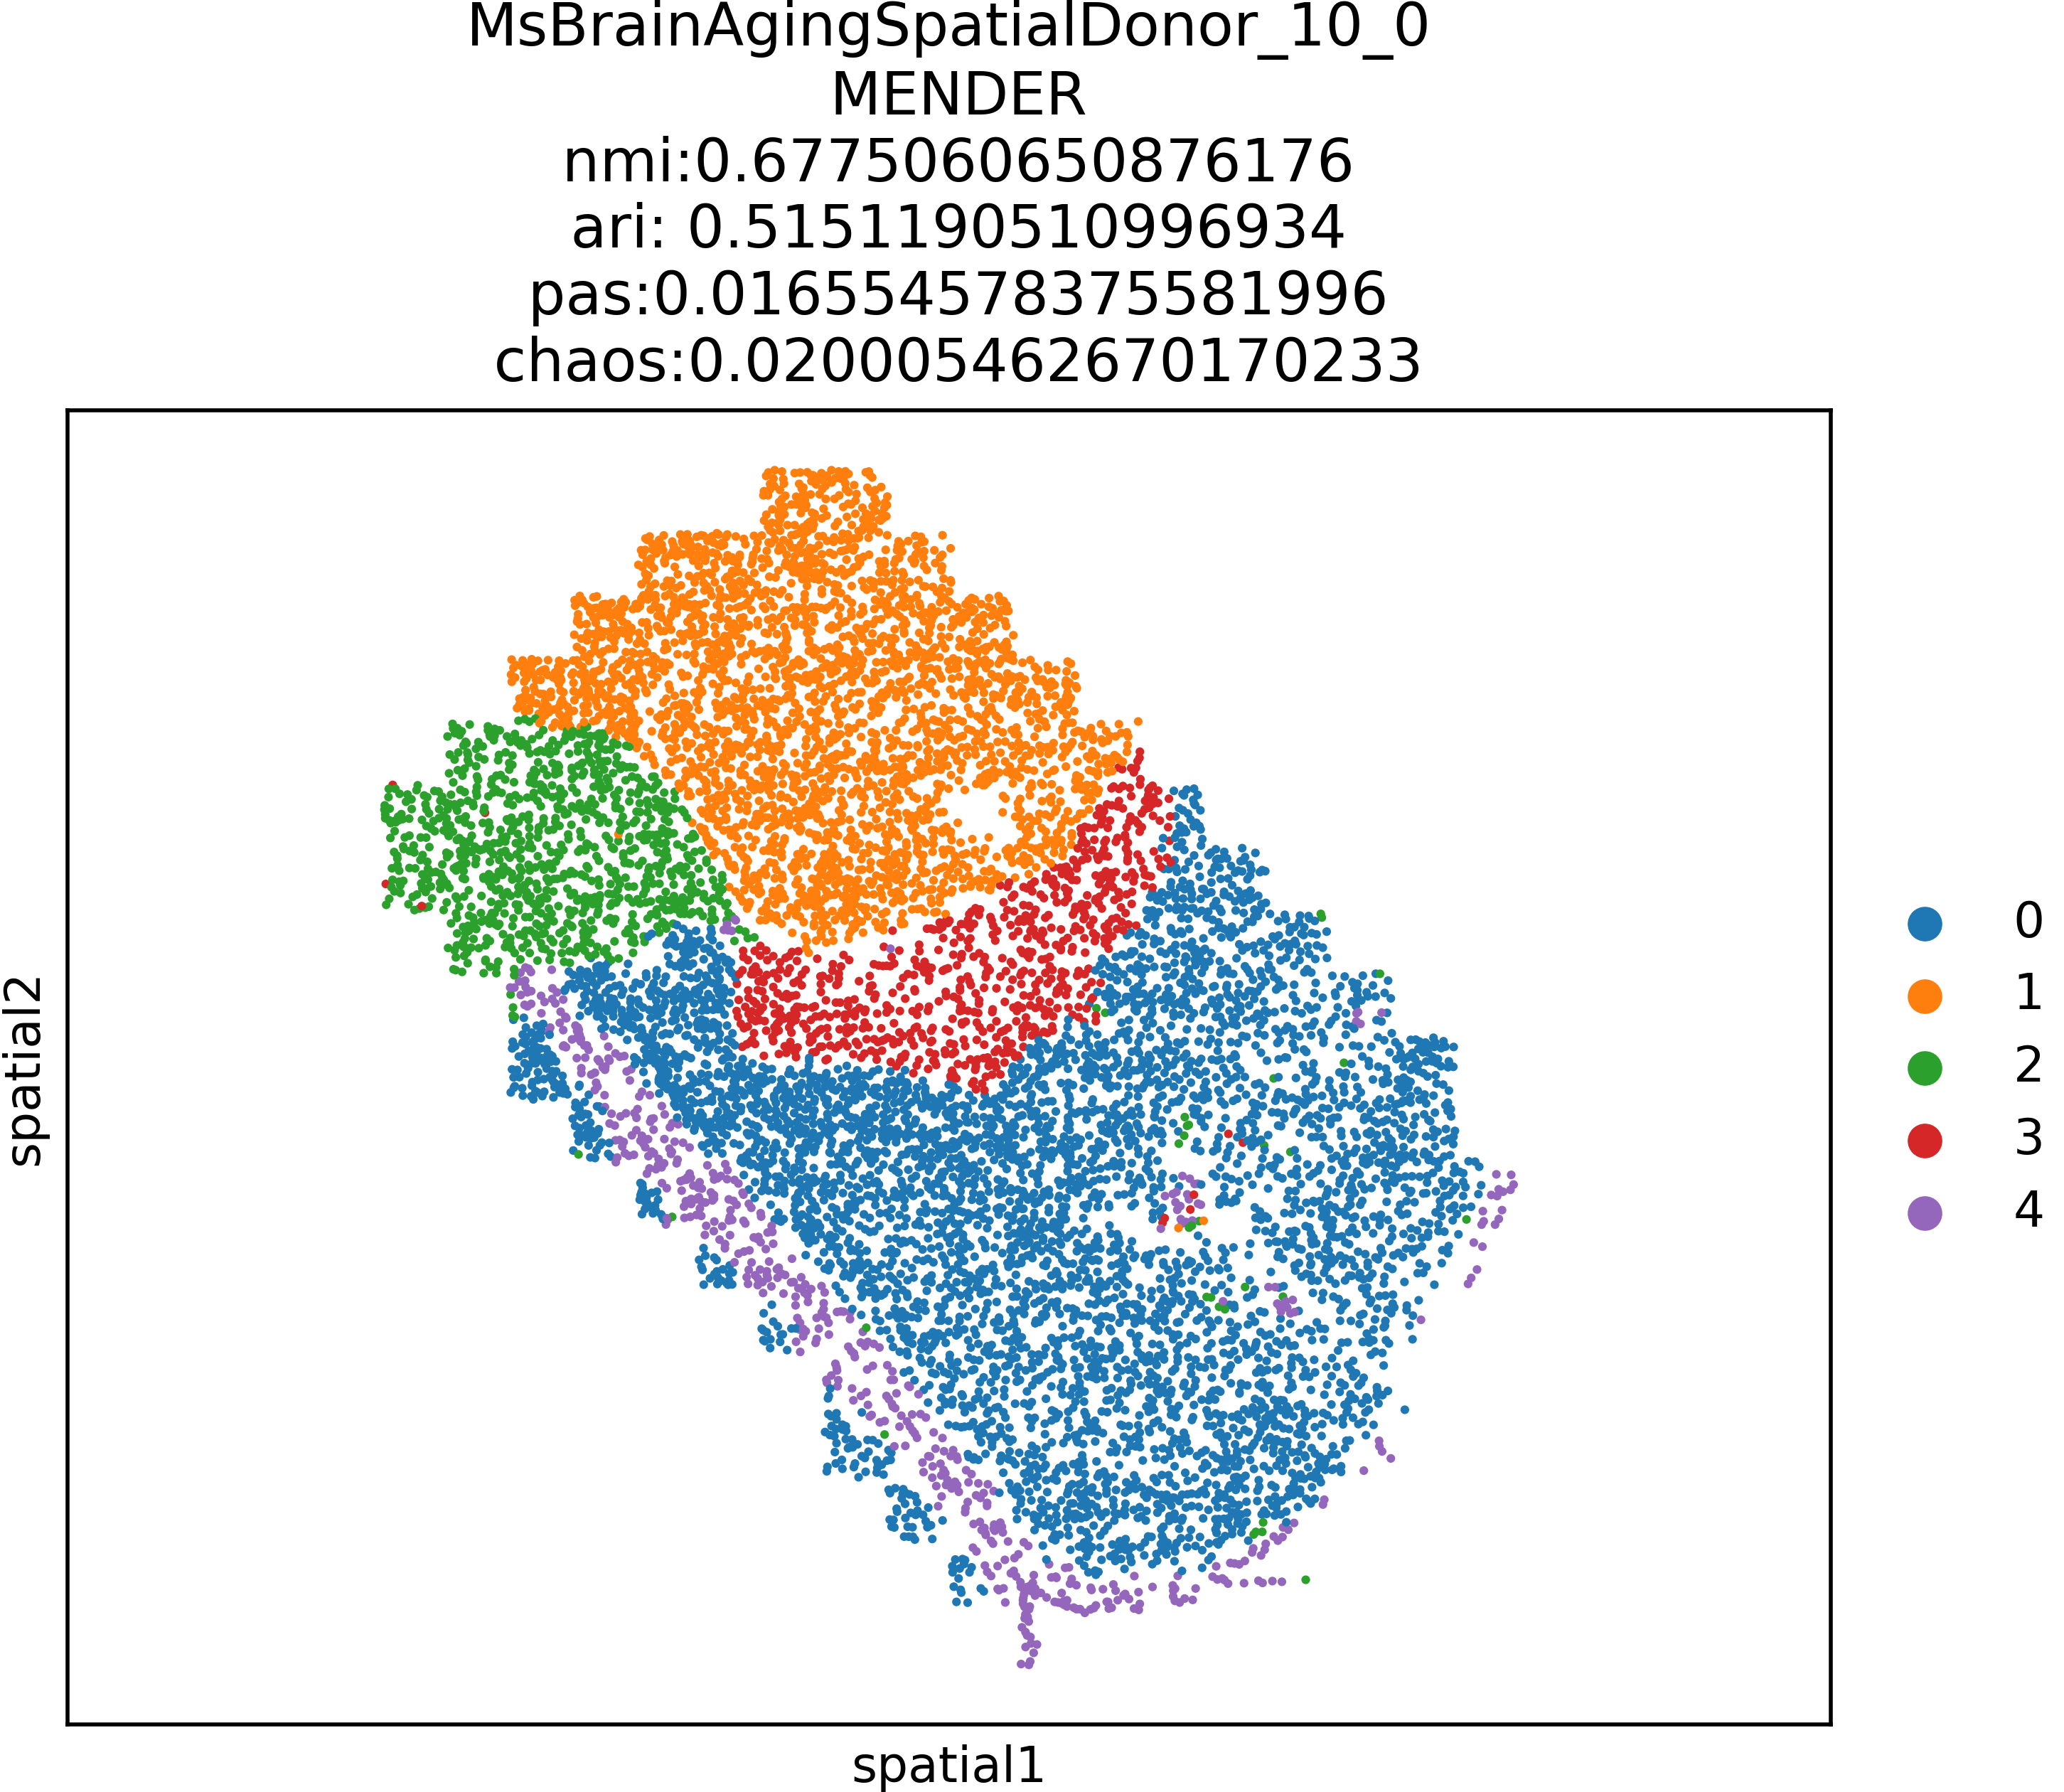 MsBrainAgingSpatialDonor_10_0
MENDER
nmi:0.6775060650876176
ari: 0.5151190510996934
pas:0.016554578375581996
chaos:0.020005462670170233
spatial2
0
1
2
3
4
spatial1